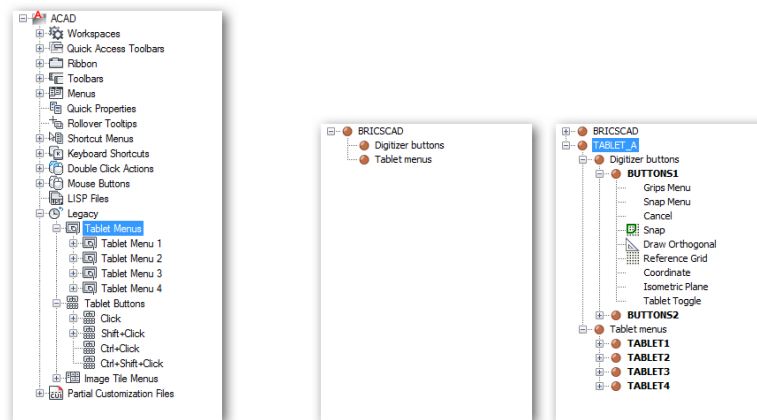 ACAD
Workspaces
Quick Access Toolbars
Ribbon
Toolbars
Menus
Quick Properties
Rollover Tooltips
Shortcut Menus
Keyboard Shortcuts
Double Click Actions
Mouse Buttons
LISP Files
Legacy
Tablet Menus
Tablet Menu 1
Tablet Menu 2
Tablet Menu 3
Tablet Menu 4
Tablet Buttons
Click
Shift+Click
Ctrl+Click
Ctrl+Shift+Click
Image Tile Menus
Partial Customization Files
BRICSCAD
Digitizer buttons
Tablet menus
BRICSCAD
TABLET_A
Digitizer buttons
BUTTONS1
Grips Menu
Snap Menu
Cancel
Snap
Draw Orthogonal
Reference Grid
Coordinate
Isometric Plane
Tablet Toggle
BUTTONS2
Tablet menus
TABLET1
TABLET2
TABLET3
TABLET4